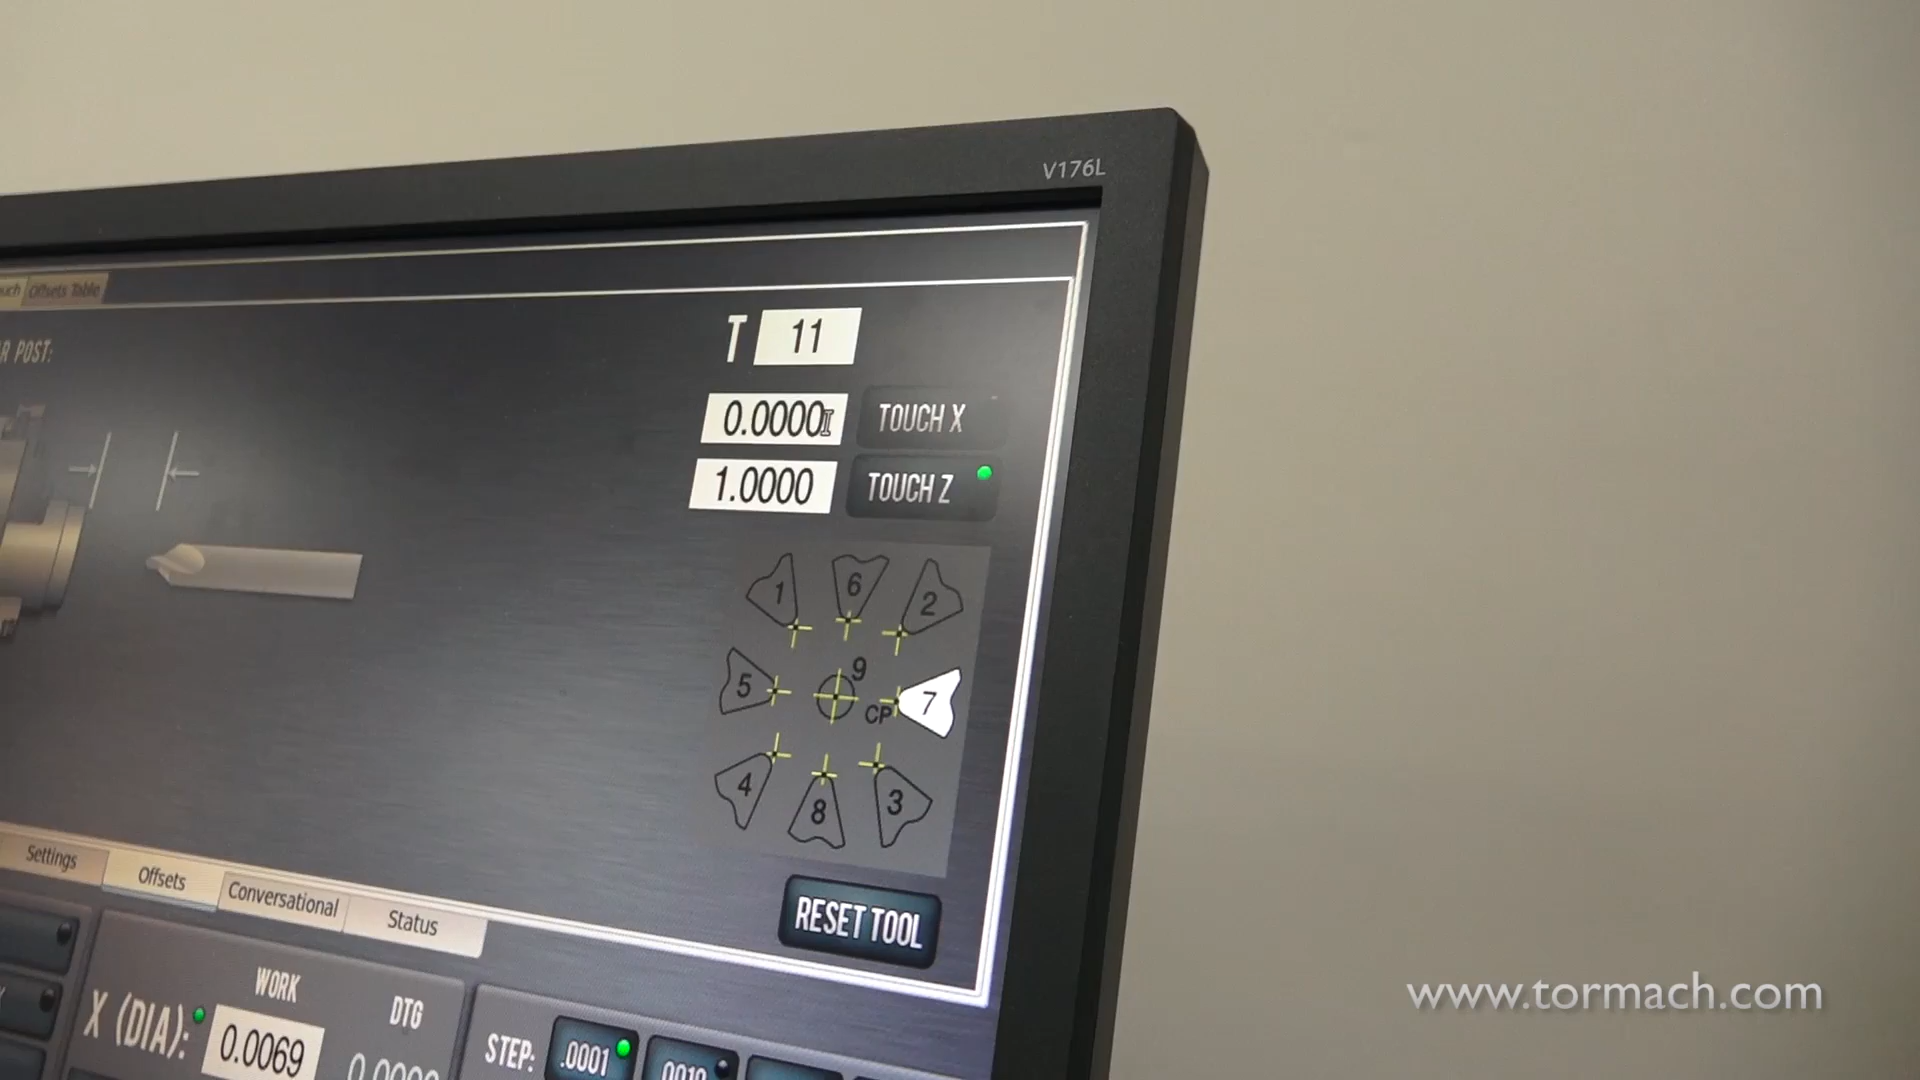 V176L
Offsets Table
T 11
R POST:
0.0000 TOUCH X
1.0000 TOUCH Z
1 6 2
5 9 CP 7
4 8 3
RESET TOOL
Settings Offsets Conversational Status
WORK DTG
X (DIA): 0.0069
STEP: .0001
www.tormach.com